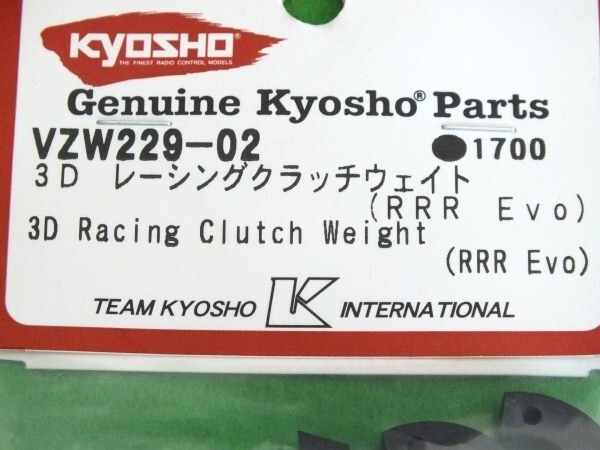 KYOSHO
THE FINEST RADIO CONTROL MODELS
Genuine Kyosho® Parts
VZW229-02 ●1700
3D レーシングクラッチウェイト
(RRR Evo)
3D Racing Clutch Weight
(RRR Evo)
TEAM KYOSHO K INTERNATIONAL